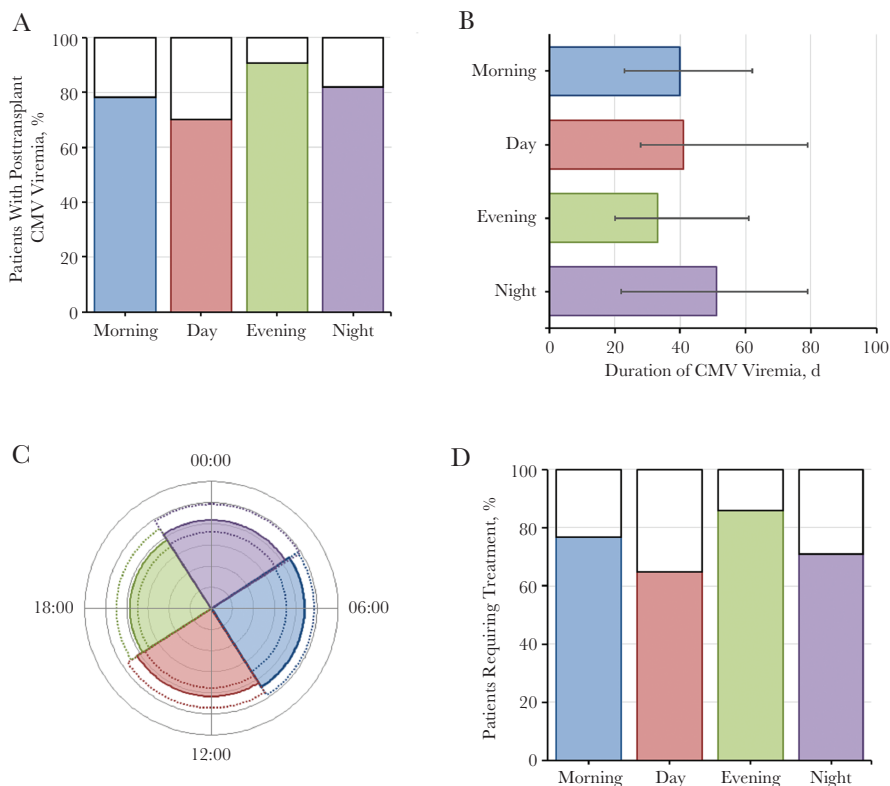 A
Patients With Posttransplant
CMV Viremia, %
100
80
60
40
20
0
Morning
Day
Evening
Night
B
Morning
Day
Evening
Night
0
20
40
60
80
100
Duration of CMV Viremia, d
C
00:00
18:00
06:00
12:00
D
Patients Requiring Treatment, %
100
80
60
40
20
0
Morning
Day
Evening
Night